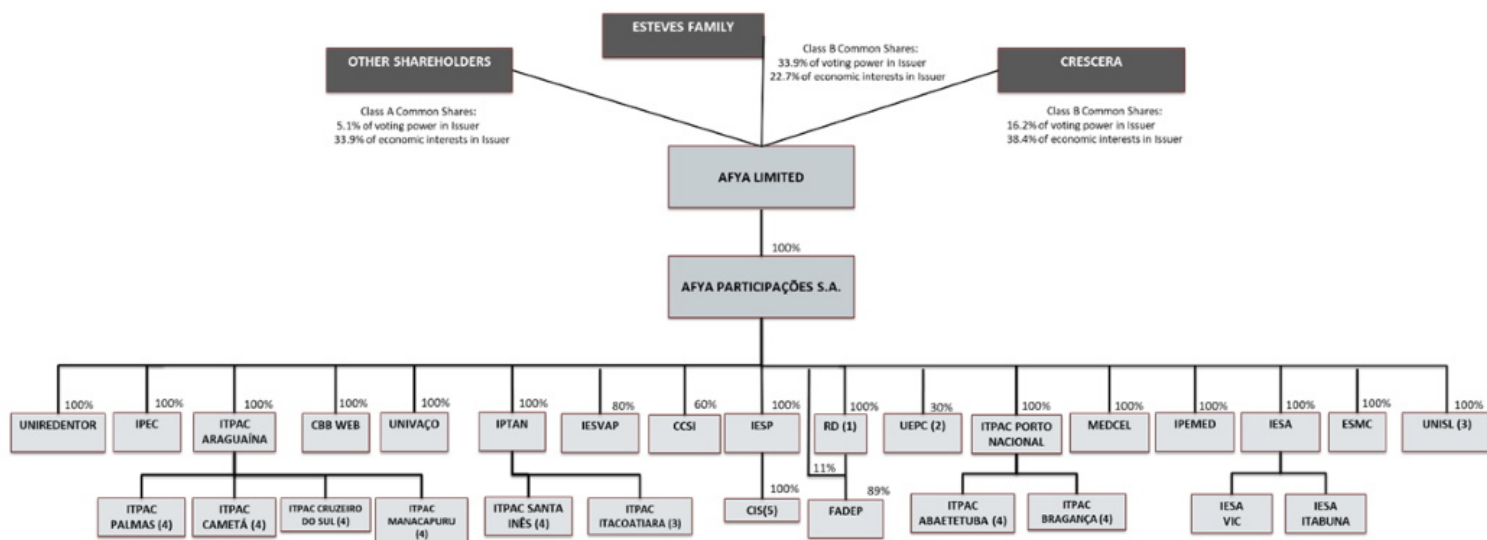 ESTEVES FAMILY
OTHER SHAREHOLDERS
Class B Common Shares:
33.9% of voting power in Issuer
22.7% of economic interests in Issuer
CRESCERA
Class A Common Shares:
5.1% of voting power in Issuer
33.9% of economic interests in Issuer
Class B Common Shares:
16.2% of voting power in Issuer
38.4% of economic interests in Issuer
AFYA LIMITED
100%
AFYA PARTICIPAÇÕES S.A.
100%
UNIREDENTOR
100%
IPEC
100%
ITPAC
ARAGUAÍNA
100%
CBB WEB
100%
UNIVAÇO
100%
IPTAN
80%
IESVAP
60%
CCSI
100%
IESP
100%
RD (1)
30%
UEPC (2)
100%
ITPAC PORTO
NACIONAL
100%
MEDCEL
100%
IPEMED
100%
IESA
100%
ESMC
100%
UNISL (3)
ITPAC
PALMAS (4)
ITPAC
CAMETÁ (4)
ITPAC CRUZEIRO
DO SUL (4)
ITPAC
MANACAPURU
(4)
ITPAC SANTA
INÊS (4)
ITPAC
ITACOATIARA (3)
100%
CIS(5)
11%
89%
FADEP
ITPAC
ABAETETUBA (4)
ITPAC
BRAGANÇA (4)
IESA
VIC
IESA
ITABUNA